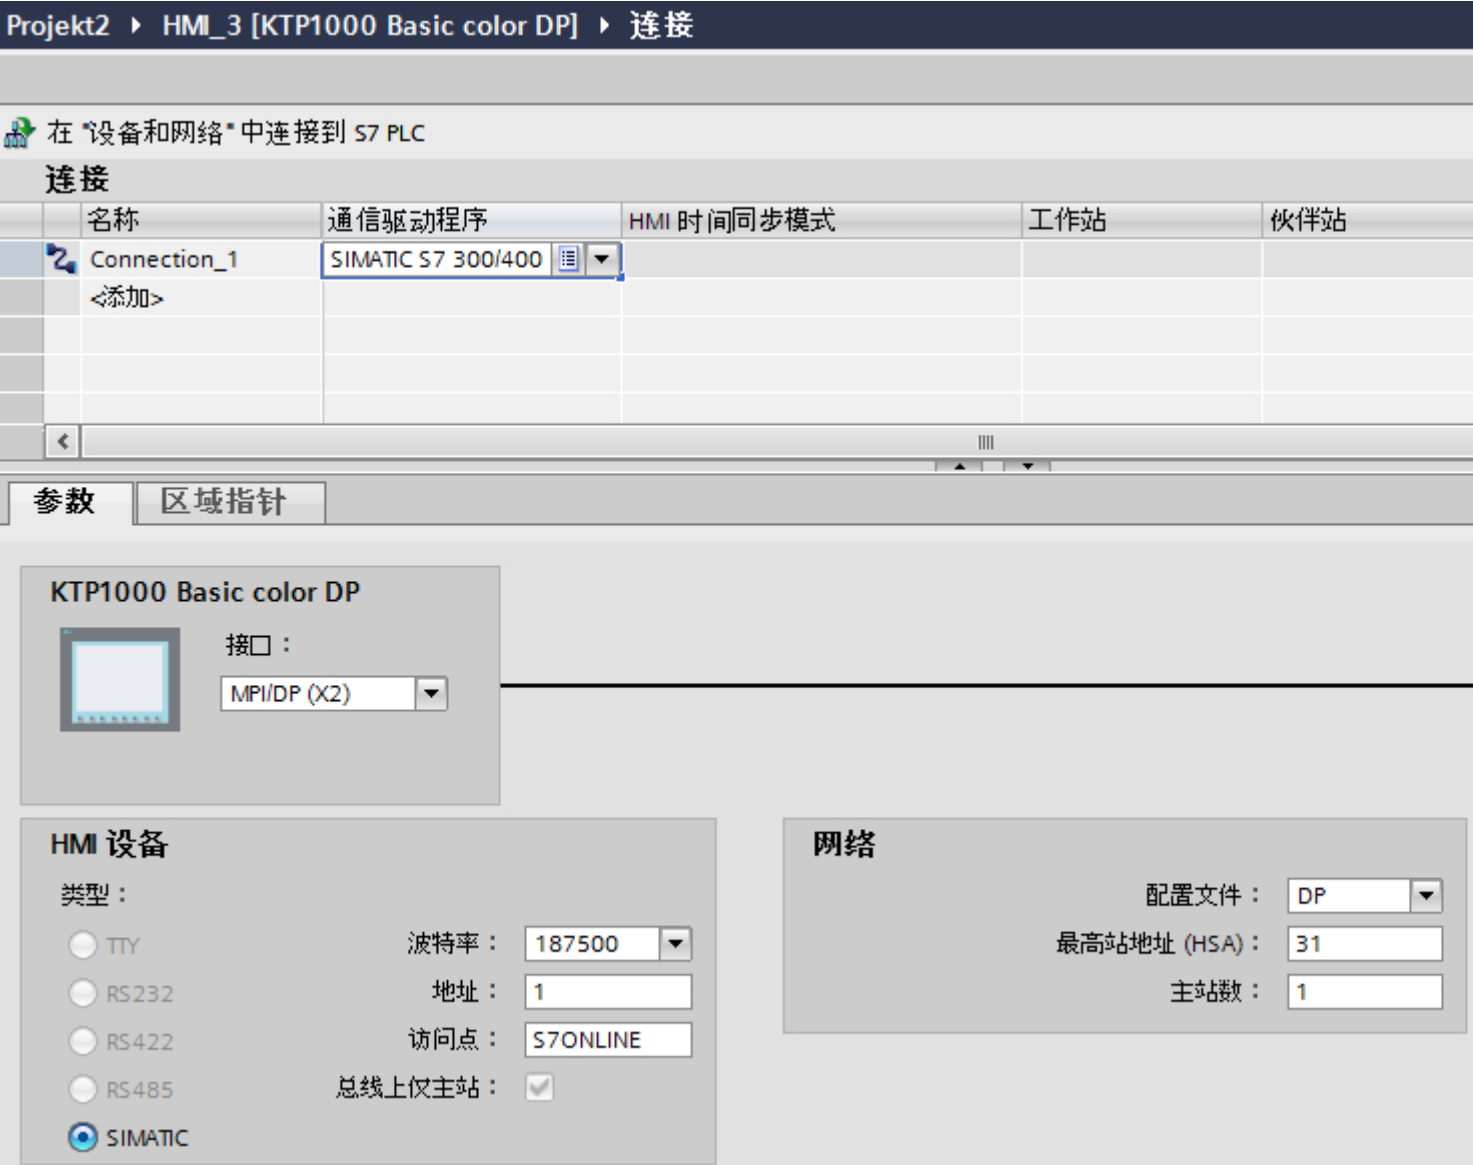 Projekt2 ▸ HMI_3 [KTP1000 Basic color DP] ▸ 连接
在 "设备和网络" 中连接到 S7 PLC
连接
名称 通信驱动程序 HMI 时间同步模式 工作站 伙伴站
Connection_1 SIMATIC S7 300/400
<添加>
参数 区域指针
KTP1000 Basic color DP
接口：
MPI/DP (X2)
HMI 设备
类型：
TTY
RS232
RS422
RS485
SIMATIC
波特率： 187500
地址： 1
访问点： S7ONLINE
总线上仅主站：
网络
配置文件： DP
最高站地址 (HSA)： 31
主站数： 1